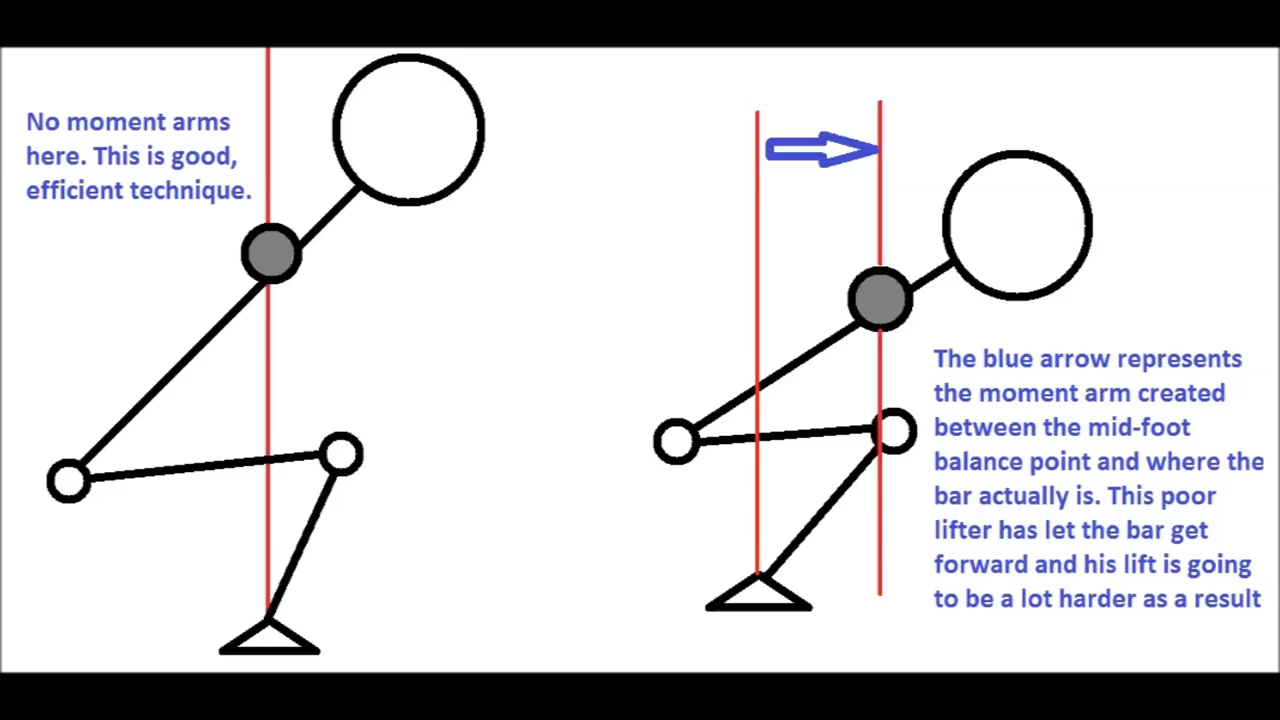 No moment arms
here. This is good,
efficient technique.
The blue arrow represents
the moment arm created
between the mid-foot
balance point and where the
bar actually is. This poor
lifter has let the bar get
forward and his lift is going
to be a lot harder as a result